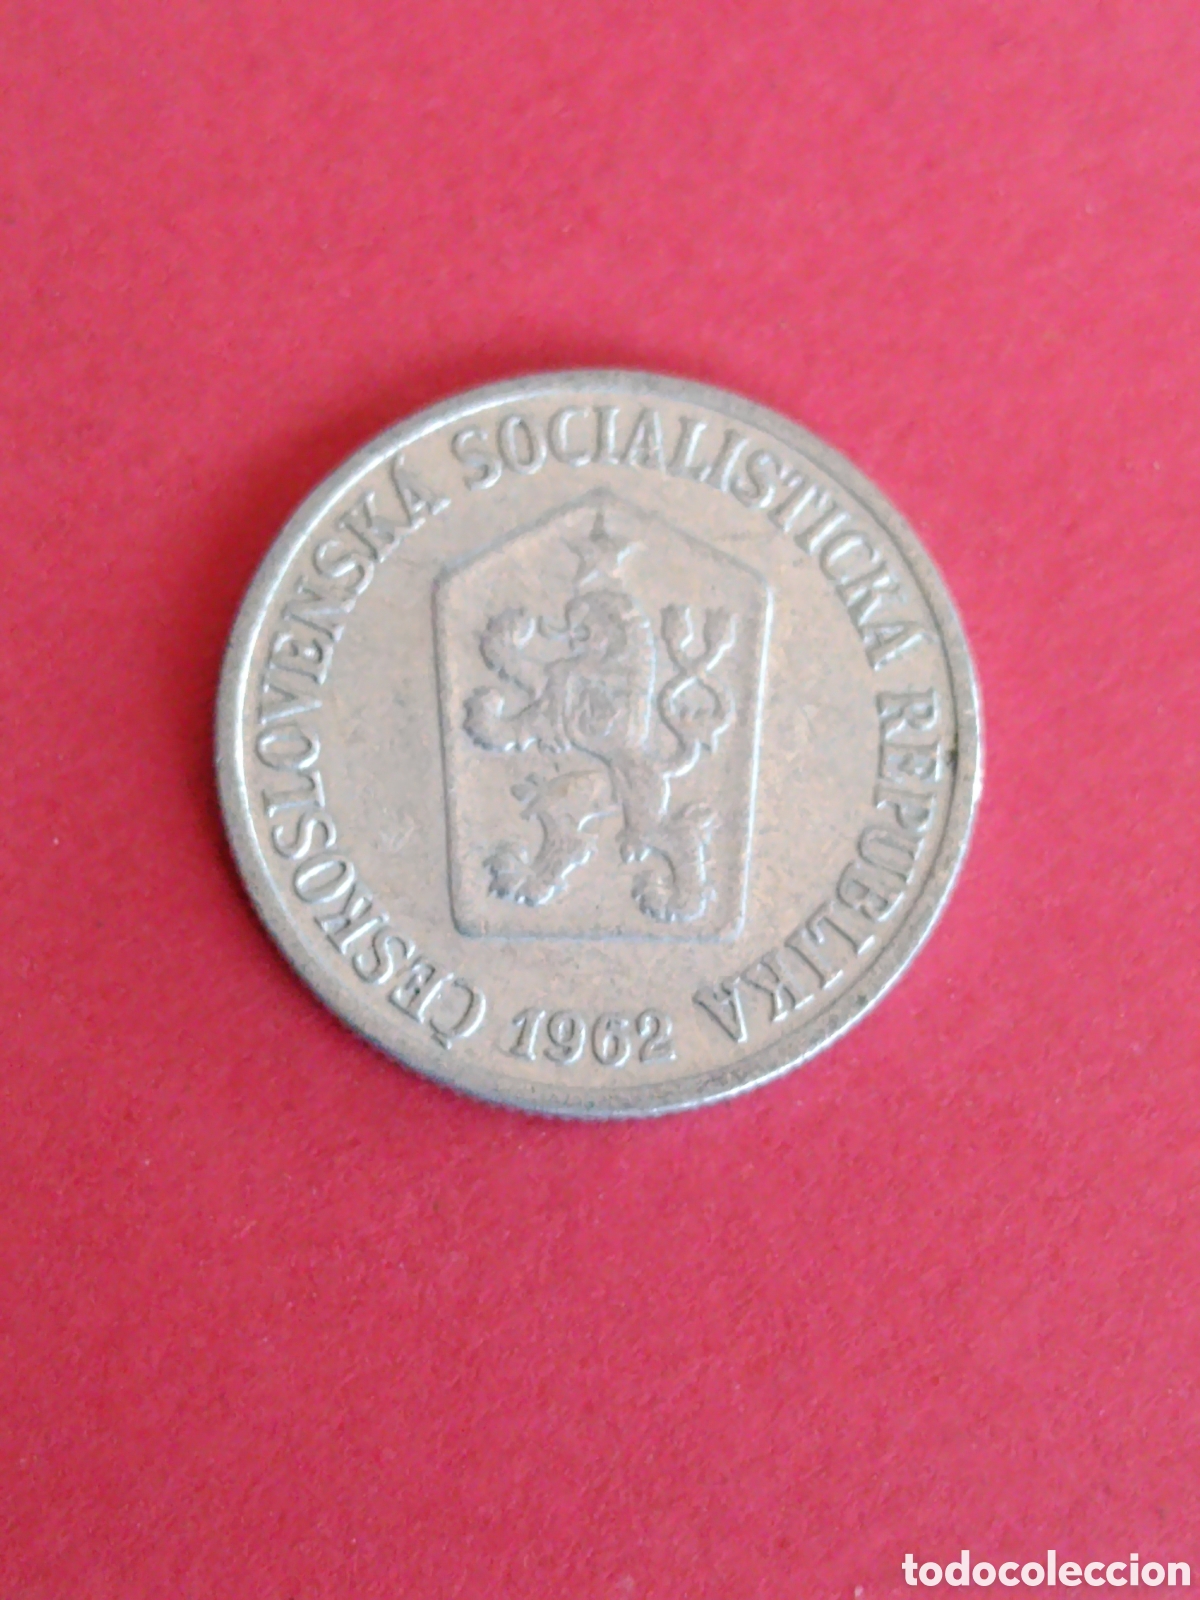 ČESKOSLOVENSKÁ SOCIALISTICKÁ REPUBLIKA
1962
todocoleccion